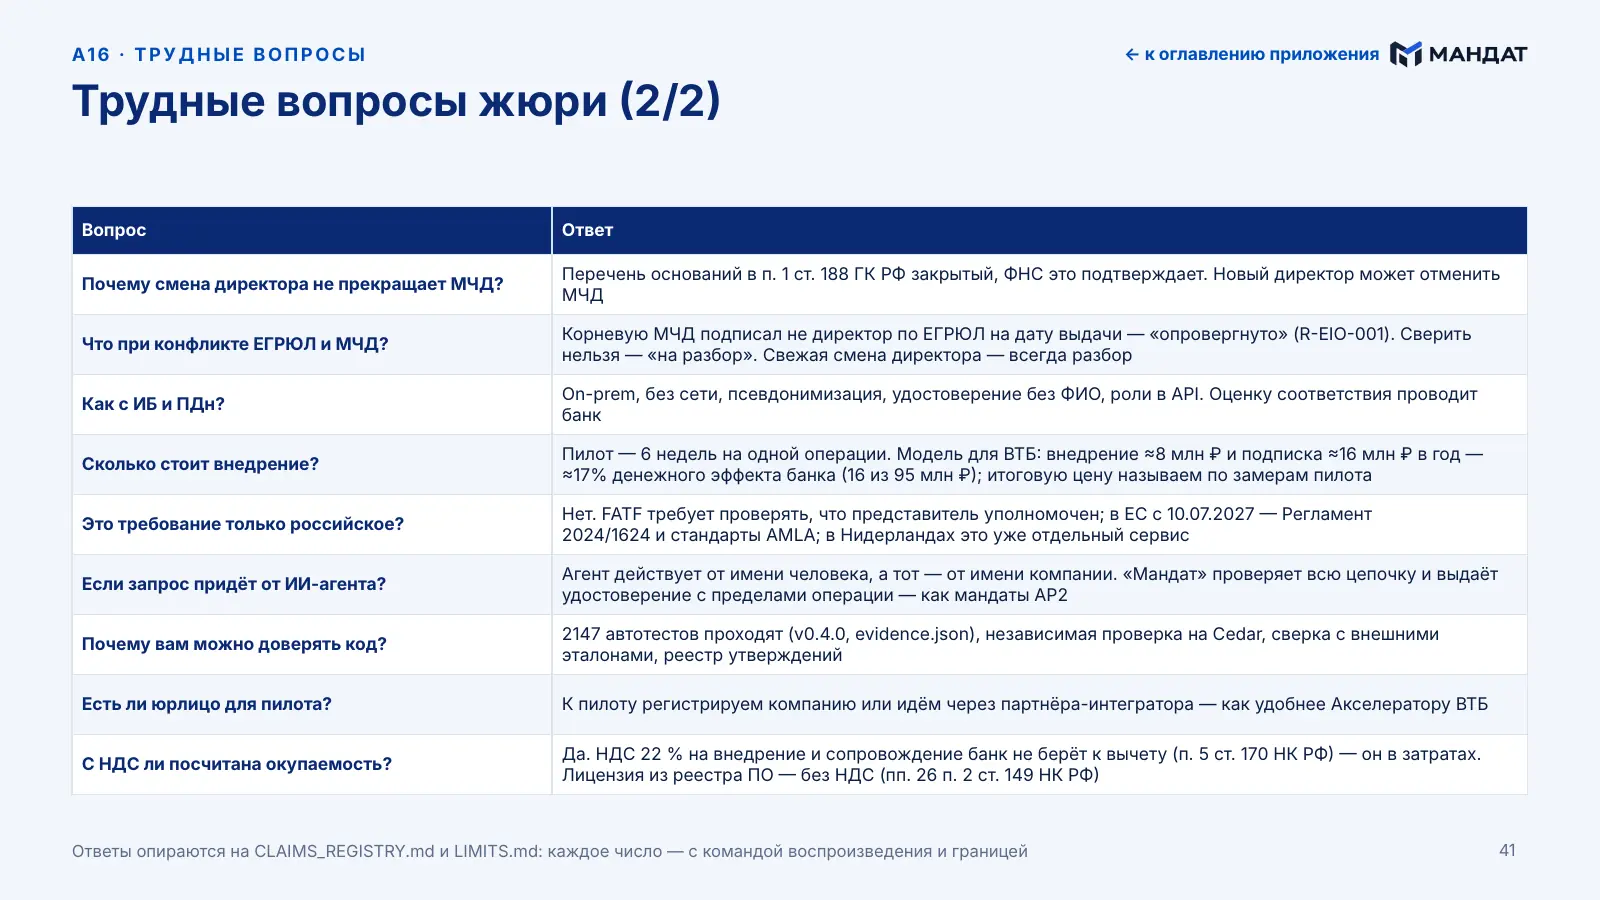 А16 · ТРУДНЫЕ ВОПРОСЫ
← к оглавлению приложения
МАНДАТ
Трудные вопросы жюри (2/2)
Вопрос
Ответ
Почему смена директора не прекращает МЧД?
Перечень оснований в п. 1 ст. 188 ГК РФ закрытый, ФНС это подтверждает. Новый директор может отменить
МЧД
Что при конфликте ЕГРЮЛ и МЧД?
Корневую МЧД подписал не директор по ЕГРЮЛ на дату выдачи — «опровергнуто» (R-EIO-001). Сверить
нельзя — «на разбор». Свежая смена директора — всегда разбор
Как с ИБ и ПДн?
On-prem, без сети, псевдонимизация, удостоверение без ФИО, роли в API. Оценку соответствия проводит
банк
Сколько стоит внедрение?
Пилот — 6 недель на одной операции. Модель для ВТБ: внедрение ≈8 млн ₽ и подписка ≈16 млн ₽ в год —
≈17% денежного эффекта банка (16 из 95 млн ₽); итоговую цену называем по замерам пилота
Это требование только российское?
Нет. FATF требует проверять, что представитель уполномочен; в ЕС с 10.07.2027 — Регламент
2024/1624 и стандарты AMLA; в Нидерландах это уже отдельный сервис
Если запрос придёт от ИИ-агента?
Агент действует от имени человека, а тот — от имени компании. «Мандат» проверяет всю цепочку и выдаёт
удостоверение с пределами операции — как мандаты AP2
Почему вам можно доверять код?
2147 автотестов проходят (v0.4.0, evidence.json), независимая проверка на Cedar, сверка с внешними
эталонами, реестр утверждений
Есть ли юрлицо для пилота?
К пилоту регистрируем компанию или идём через партнёра-интегратора — как удобнее Акселератору ВТБ
С НДС ли посчитана окупаемость?
Да. НДС 22 % на внедрение и сопровождение банк не берёт к вычету (п. 5 ст. 170 НК РФ) — он в затратах.
Лицензия из реестра ПО — без НДС (пп. 26 п. 2 ст. 149 НК РФ)
Ответы опираются на CLAIMS_REGISTRY.md и LIMITS.md: каждое число — с командой воспроизведения и границей
41